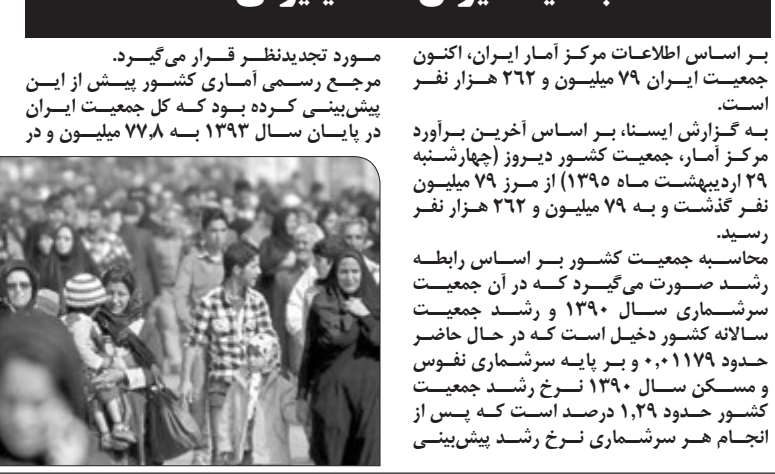 بر اساس اطلاعات مرکز آمار ایران، اکنون
جمعیت ایران ۷۹ میلیون و ۲۶۲ هزار نفر
است.
به گزارش ایسنا، بر اساس آخرین برآورد
مرکز آمار، جمعیت کشور دیروز (چهارشنبه
۲۹ اردیبهشت ماه ۱۳۹۵) از مرز ۷۹ میلیون
نفر گذشت و به ۷۹ میلیون و ۲۶۲ هزار نفر
رسید.
محاسبه جمعیت کشور بر اساس رابطه
رشد صورت می‌گیرد که در آن جمعیت
سرشماری سال ۱۳۹۰ و رشد جمعیت
سالانه کشور دخیل است که در حال حاضر
حدود ۰,۰۱۱۷۹ و بر پایه سرشماری نفوس
و مسکن سال ۱۳۹۰ نرخ رشد جمعیت
کشور حدود ۱,۲۹ درصد است که پس از
انجام هر سرشماری نرخ رشد پیش‌بینی
مورد تجدیدنظر قرار می‌گیرد.
مرجع رسمی آماری کشور پیش از این
پیش‌بینی کرده بود که کل جمعیت ایران
در پایان سال ۱۳۹۳ به ۷۷,۸ میلیون و در